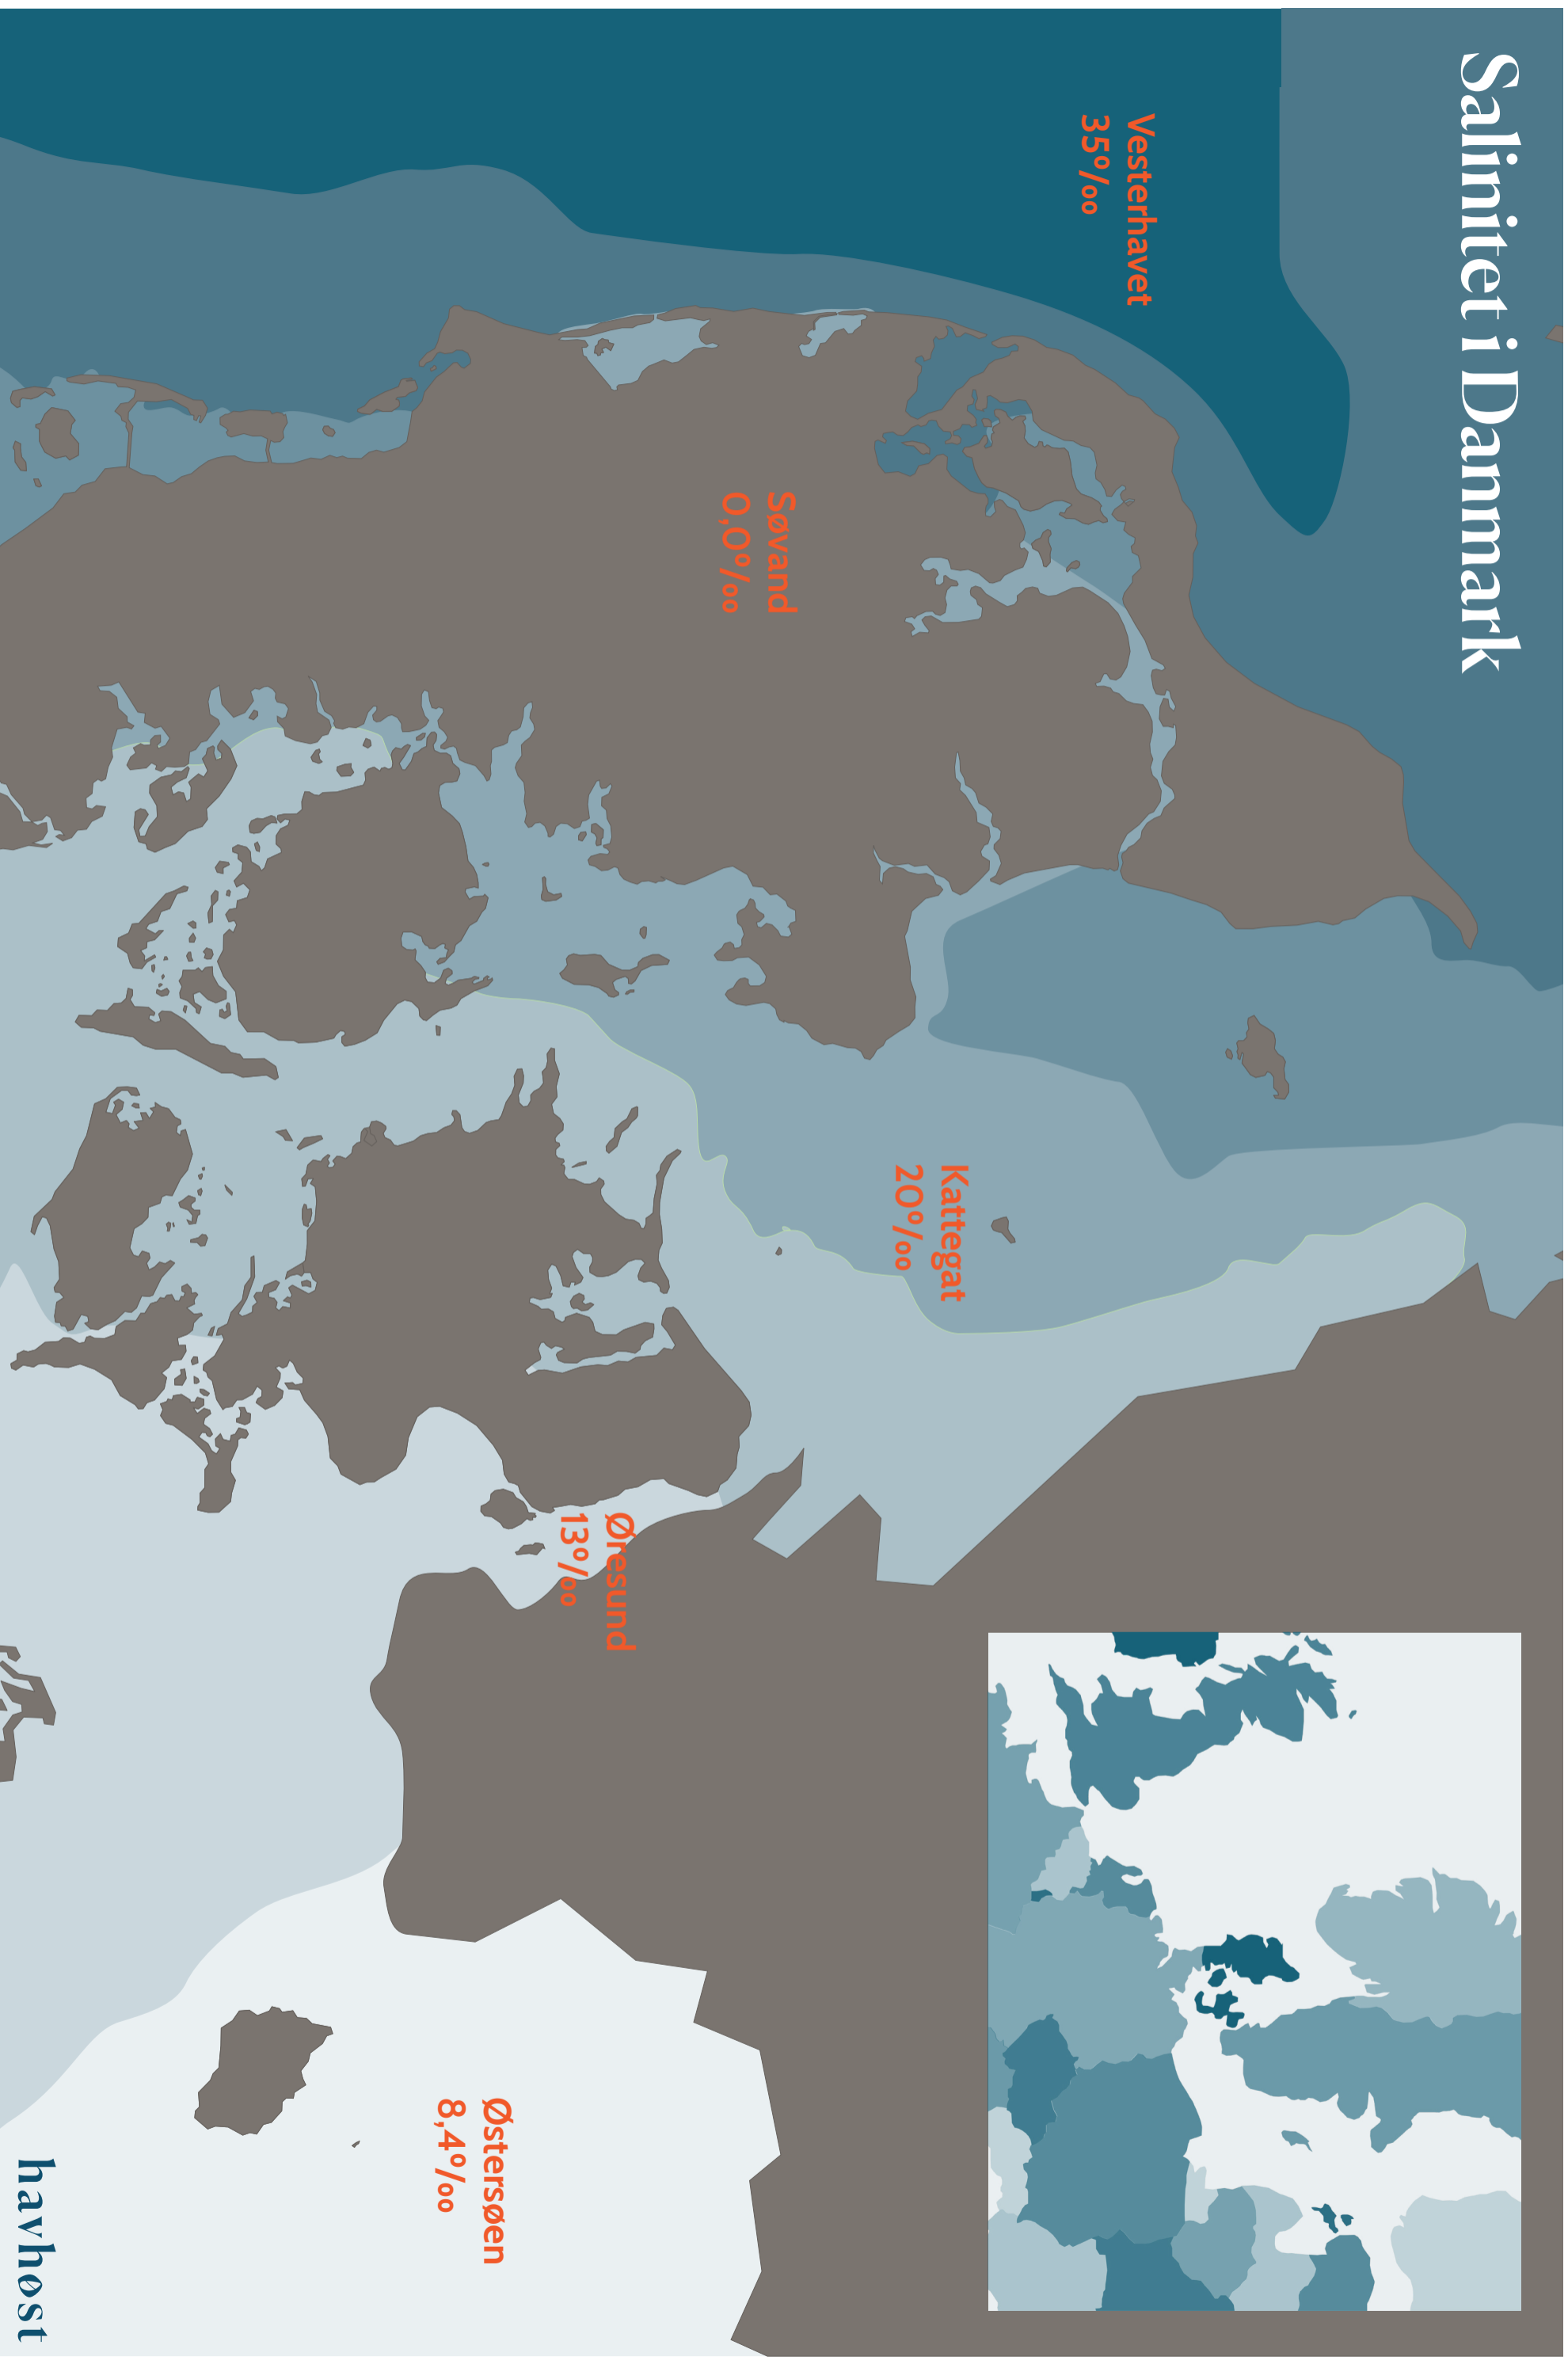 Salinitet i Danmark
Vesterhavet
35‰
Søvand
0,0‰
Kattegat
20‰
Øresund
13‰
Østersøen
8,4‰
havhøst